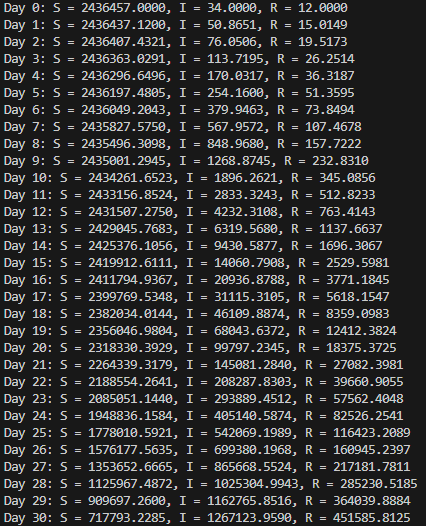 Day 0: S = 2436457.0000, I = 34.0000, R = 12.0000
Day 1: S = 2436437.1200, I = 50.8651, R = 15.0149
Day 2: S = 2436407.4321, I = 76.0506, R = 19.5173
Day 3: S = 2436363.0291, I = 113.7195, R = 26.2514
Day 4: S = 2436296.6496, I = 170.0317, R = 36.3187
Day 5: S = 2436197.4805, I = 254.1600, R = 51.3595
Day 6: S = 2436049.2043, I = 379.9463, R = 73.8494
Day 7: S = 2435827.5750, I = 567.9572, R = 107.4678
Day 8: S = 2435496.3098, I = 848.9680, R = 157.7222
Day 9: S = 2435001.2945, I = 1268.8745, R = 232.8310
Day 10: S = 2434261.6523, I = 1896.2621, R = 345.0856
Day 11: S = 2433156.8524, I = 2833.3243, R = 512.8233
Day 12: S = 2431507.2750, I = 4232.3108, R = 763.4143
Day 13: S = 2429045.7683, I = 6319.5680, R = 1137.6637
Day 14: S = 2425376.1056, I = 9430.5877, R = 1696.3067
Day 15: S = 2419912.6111, I = 14060.7908, R = 2529.5981
Day 16: S = 2411794.9367, I = 20936.8788, R = 3771.1845
Day 17: S = 2399769.5348, I = 31115.3105, R = 5618.1547
Day 18: S = 2382034.0144, I = 46109.8874, R = 8359.0983
Day 19: S = 2356046.9804, I = 68043.6372, R = 12412.3824
Day 20: S = 2318330.3929, I = 99797.2345, R = 18375.3725
Day 21: S = 2264339.3179, I = 145081.2840, R = 27082.3981
Day 22: S = 2188554.2641, I = 208287.8303, R = 39660.9055
Day 23: S = 2085051.1440, I = 293889.4512, R = 57562.4048
Day 24: S = 1948836.1584, I = 405140.5874, R = 82526.2541
Day 25: S = 1778010.5921, I = 542069.1989, R = 116423.2089
Day 26: S = 1576177.5635, I = 699380.1968, R = 160945.2397
Day 27: S = 1353652.6665, I = 865668.5524, R = 217181.7811
Day 28: S = 1125967.4872, I = 1025304.9943, R = 285230.5185
Day 29: S = 909697.2600, I = 1162765.8516, R = 364039.8884
Day 30: S = 717793.2285, I = 1267123.9590, R = 451585.8125